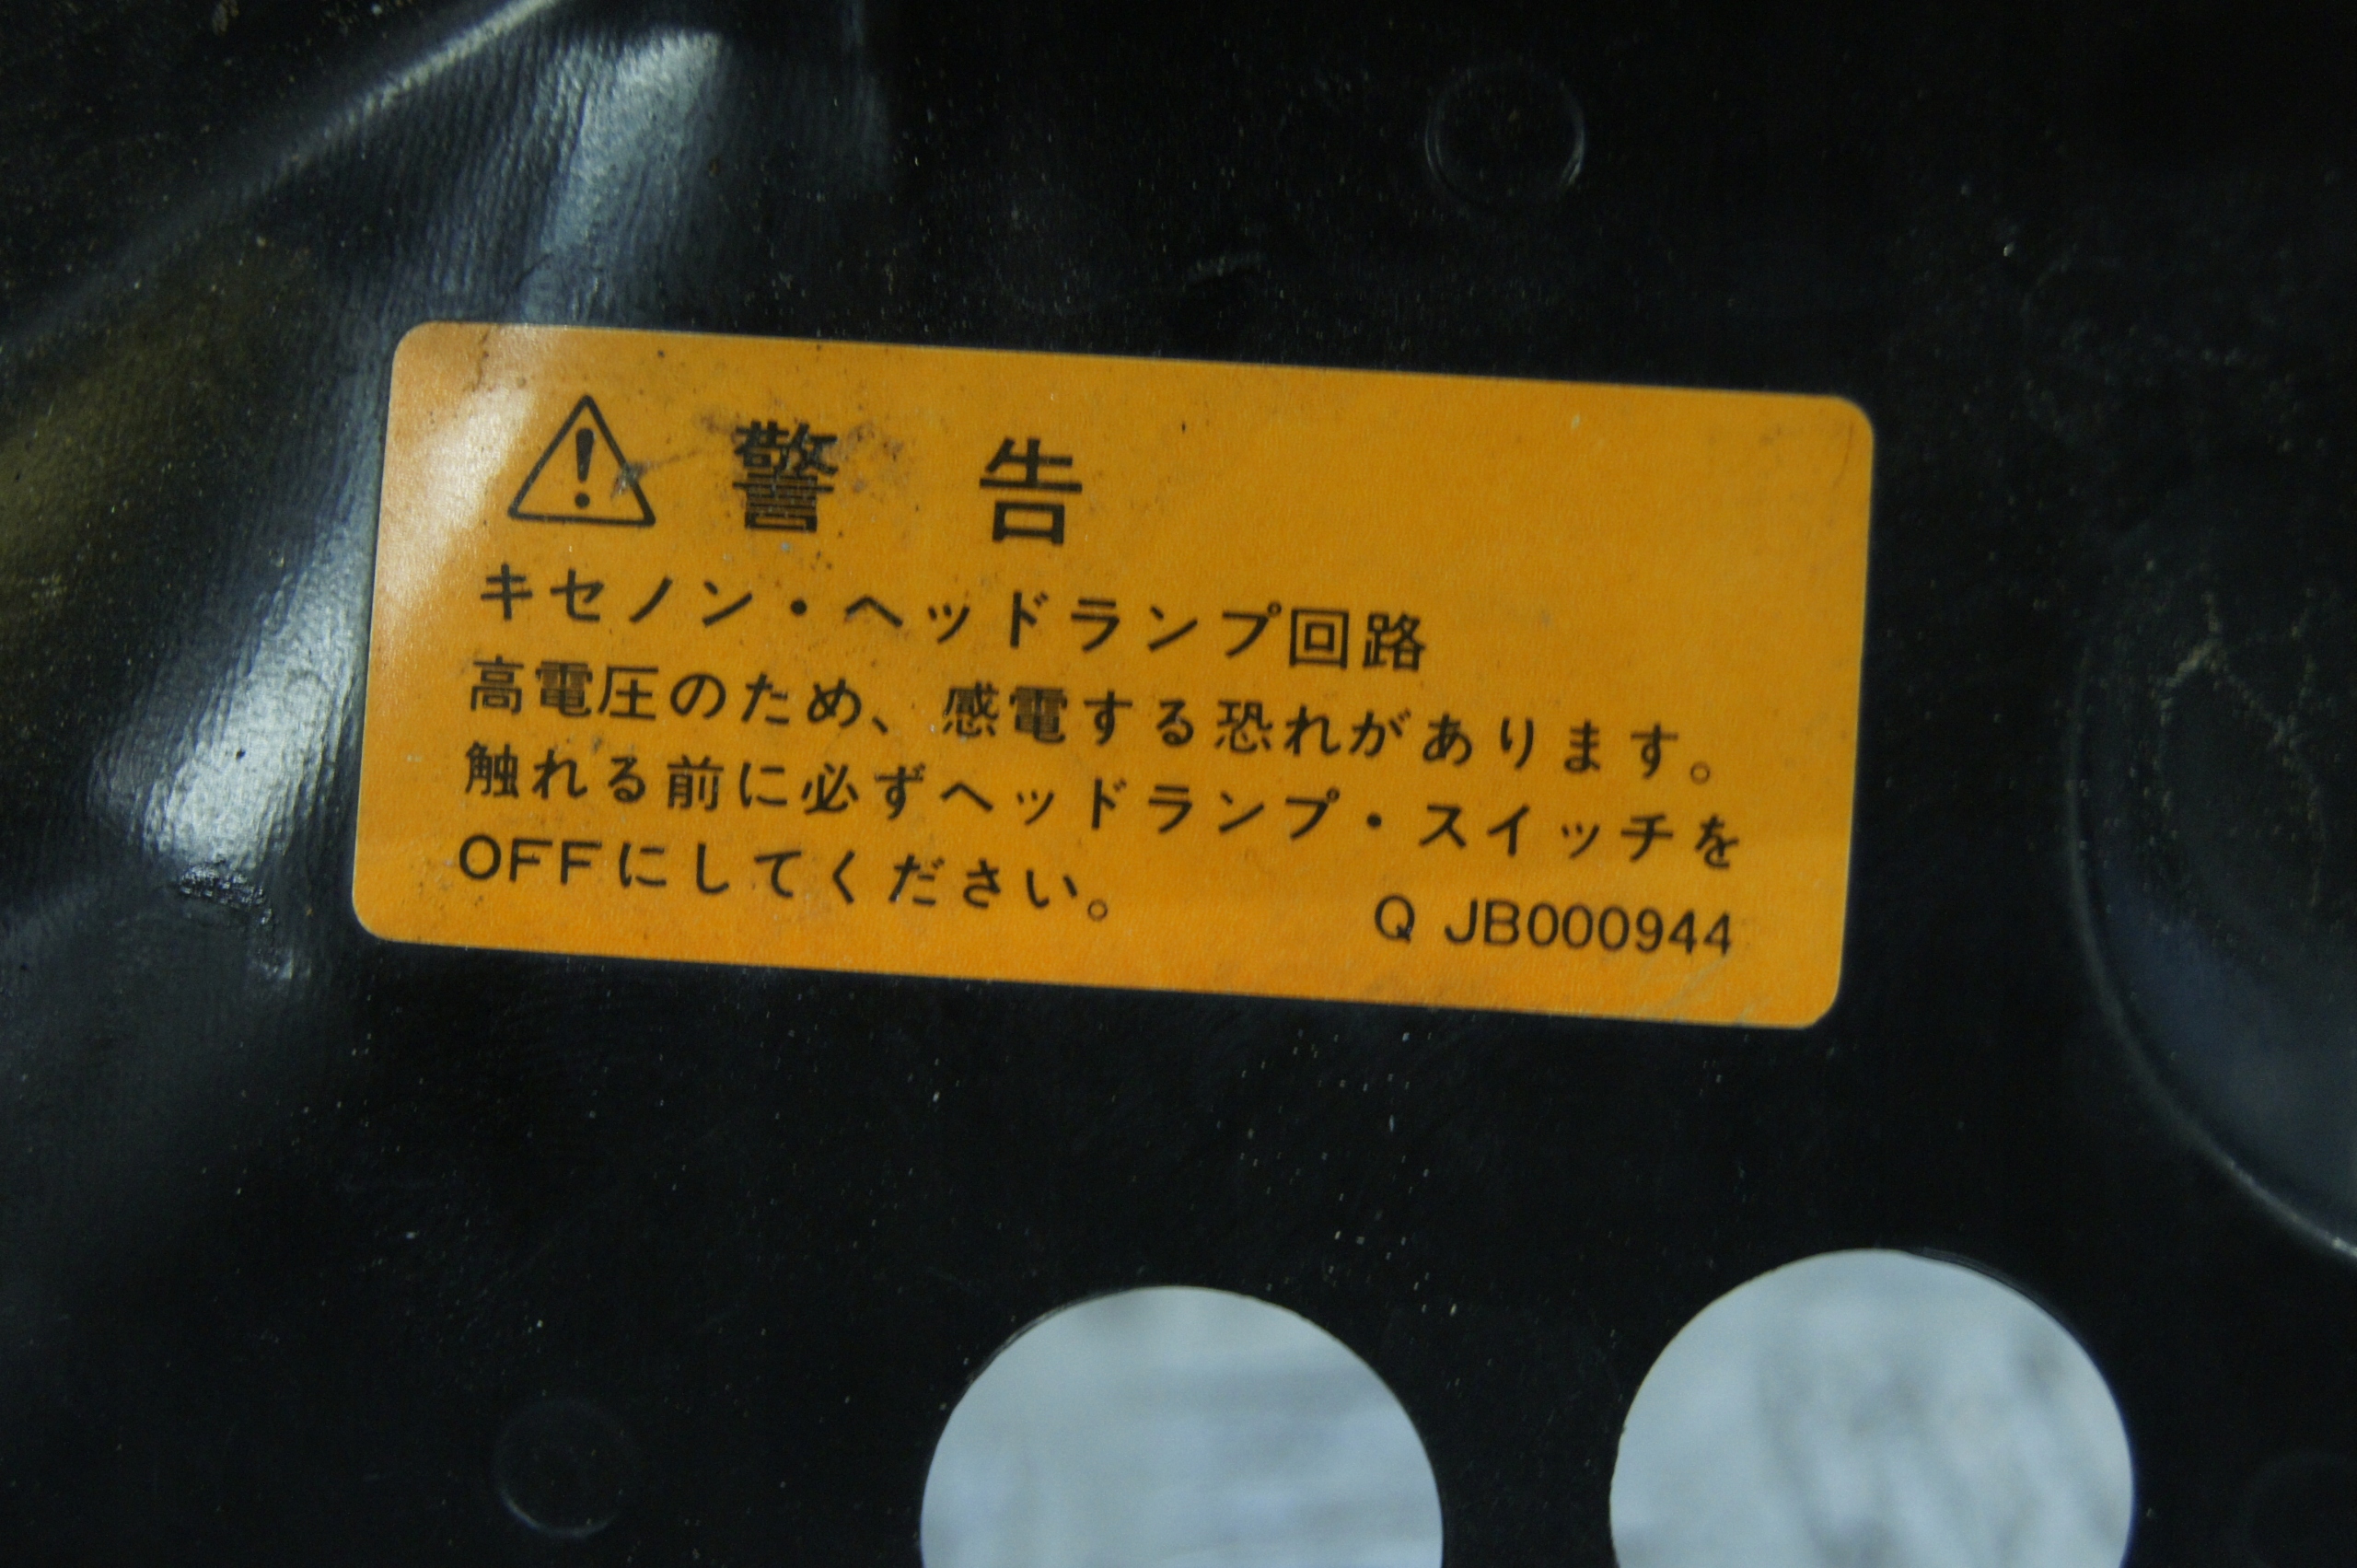 警告
キセノン・ヘッドランプ回路
高電圧のため、感電する恐れがあります。
触れる前に必ずヘッドランプ・スイッチを
OFFにしてください。
Q JB000944